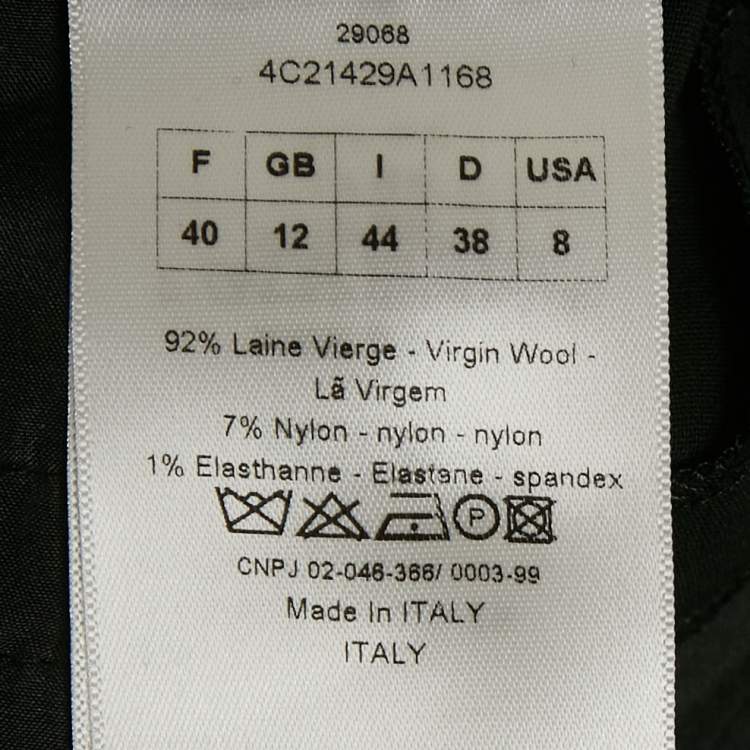 29068
4C21429A1168
F GB I D USA
40 12 44 38 8
92% Laine Vierge - Virgin Wool -
Lã Virgem
7% Nylon - nylon - nylon
1% Elasthanne - Elastane - spandex
P
CNPJ 02-046-366/ 0003-99
Made In ITALY
ITALY